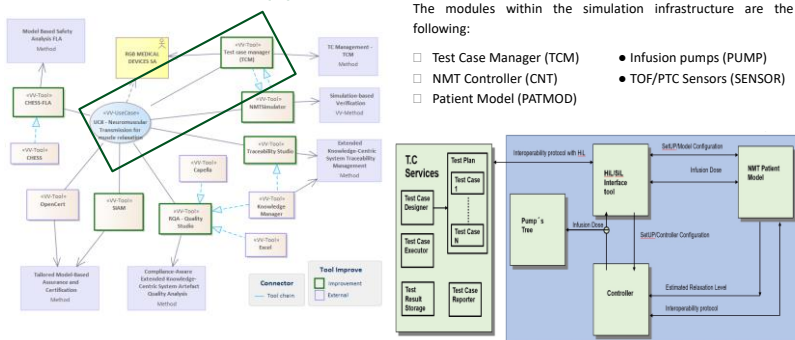 Model Based Safety
Analysis FLA
Method
RGB MEDICAL
DEVICES SA
«VV-Tool»
Test case manager
(TCM)
TC Management -
TCM
Method
«VV-Tool»
CHESS-FLA
«VV-UseCase»
UC8 - Neuromuscular
Transmission for
muscle-relaxation
«VV-Tool»
NMTSimulator
Simulation-based
Verification
VV-Method
«VV-Tool»
CHESS
«VV-Tool»
Traceability Studio
Extended
Knowledge-Centric
System Traceability
Management
Method
«VV-Tool»
Capella
«VV-Tool»
OpenCert
«VV-Tool»
SiAM
«VV-Tool»
Knowledge
Manager
«VV-Tool»
RQA - Quality
Studio
«VV-Tool»
Excel
Tailored Model-Based
Assurance and
Certification
Method
Compliance-Aware
Extended Knowledge-
Centric System Artefact
Quality Analysis
Method
Connector
Tool chain
Tool Improve
Improvement
External
The modules within the simulation infrastructure are the
following:
□ Test Case Manager (TCM)
□ NMT Controller (CNT)
□ Patient Model (PATMOD)
● Infusion pumps (PUMP)
● TOF/PTC Sensors (SENSOR)
T.C
Services
Test Case
Designer
Test Case
Executor
Test
Result
Storage
Test Plan
Test Case
1
Test Case
N
Test Case
Reporter
Interoperability protocol with HiL
HiL/SiL
Interface
tool
SetUP/Model Configuration
Infusion Dose
NMT Patient
Model
Pump´s
Tree
Infusion Dose
SetUP/Controller Configuration
Controller
Estimated Relaxation Level
Interoperability protocol